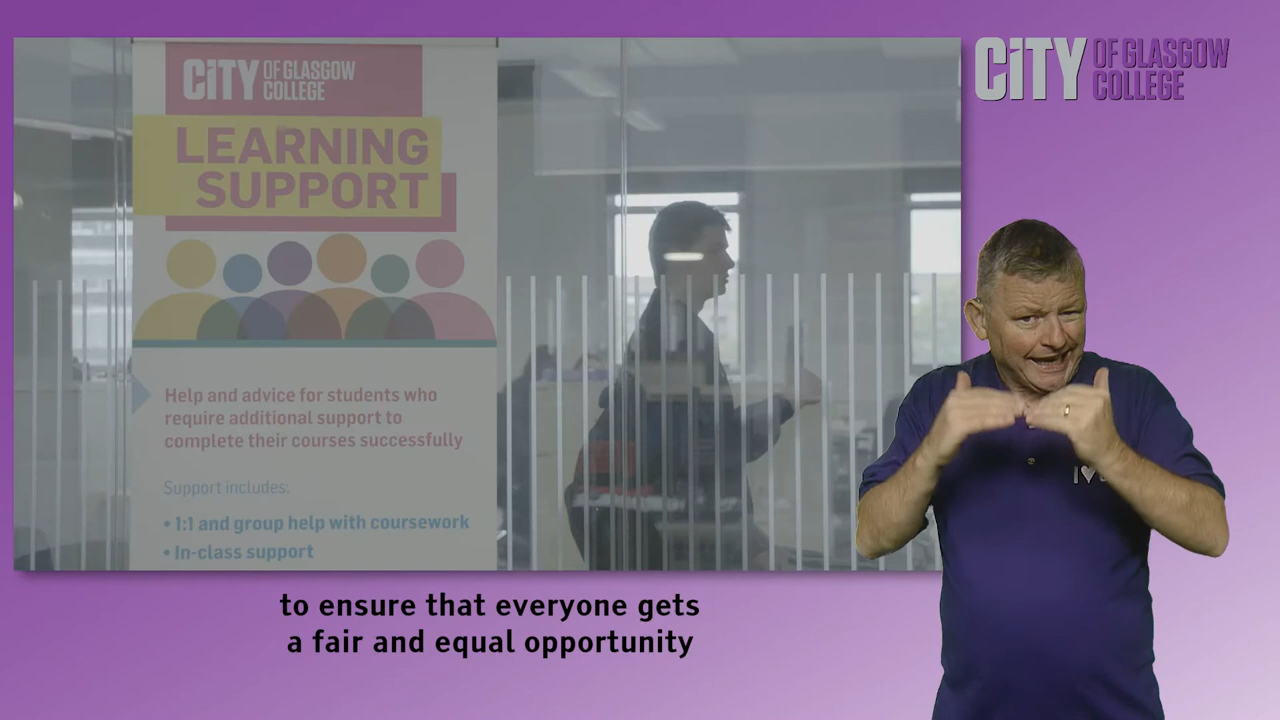 CiTY OF GLASGOW
COLLEGE
LEARNING
SUPPORT
Help and advice for students who
require additional support to
complete their courses successfully
Support includes:
• 1:1 and group help with coursework
• In-class support
CiTY OF GLASGOW
COLLEGE
I ♥
to ensure that everyone gets
a fair and equal opportunity